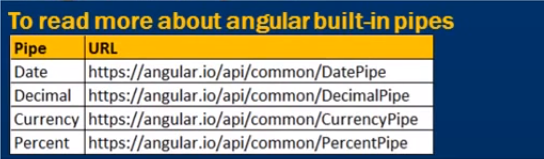 To read more about angular built-in pipes
Pipe URL
Date https://angular.io/api/common/DatePipe
Decimal https://angular.io/api/common/DecimalPipe
Currency https://angular.io/api/common/CurrencyPipe
Percent https://angular.io/api/common/PercentPipe